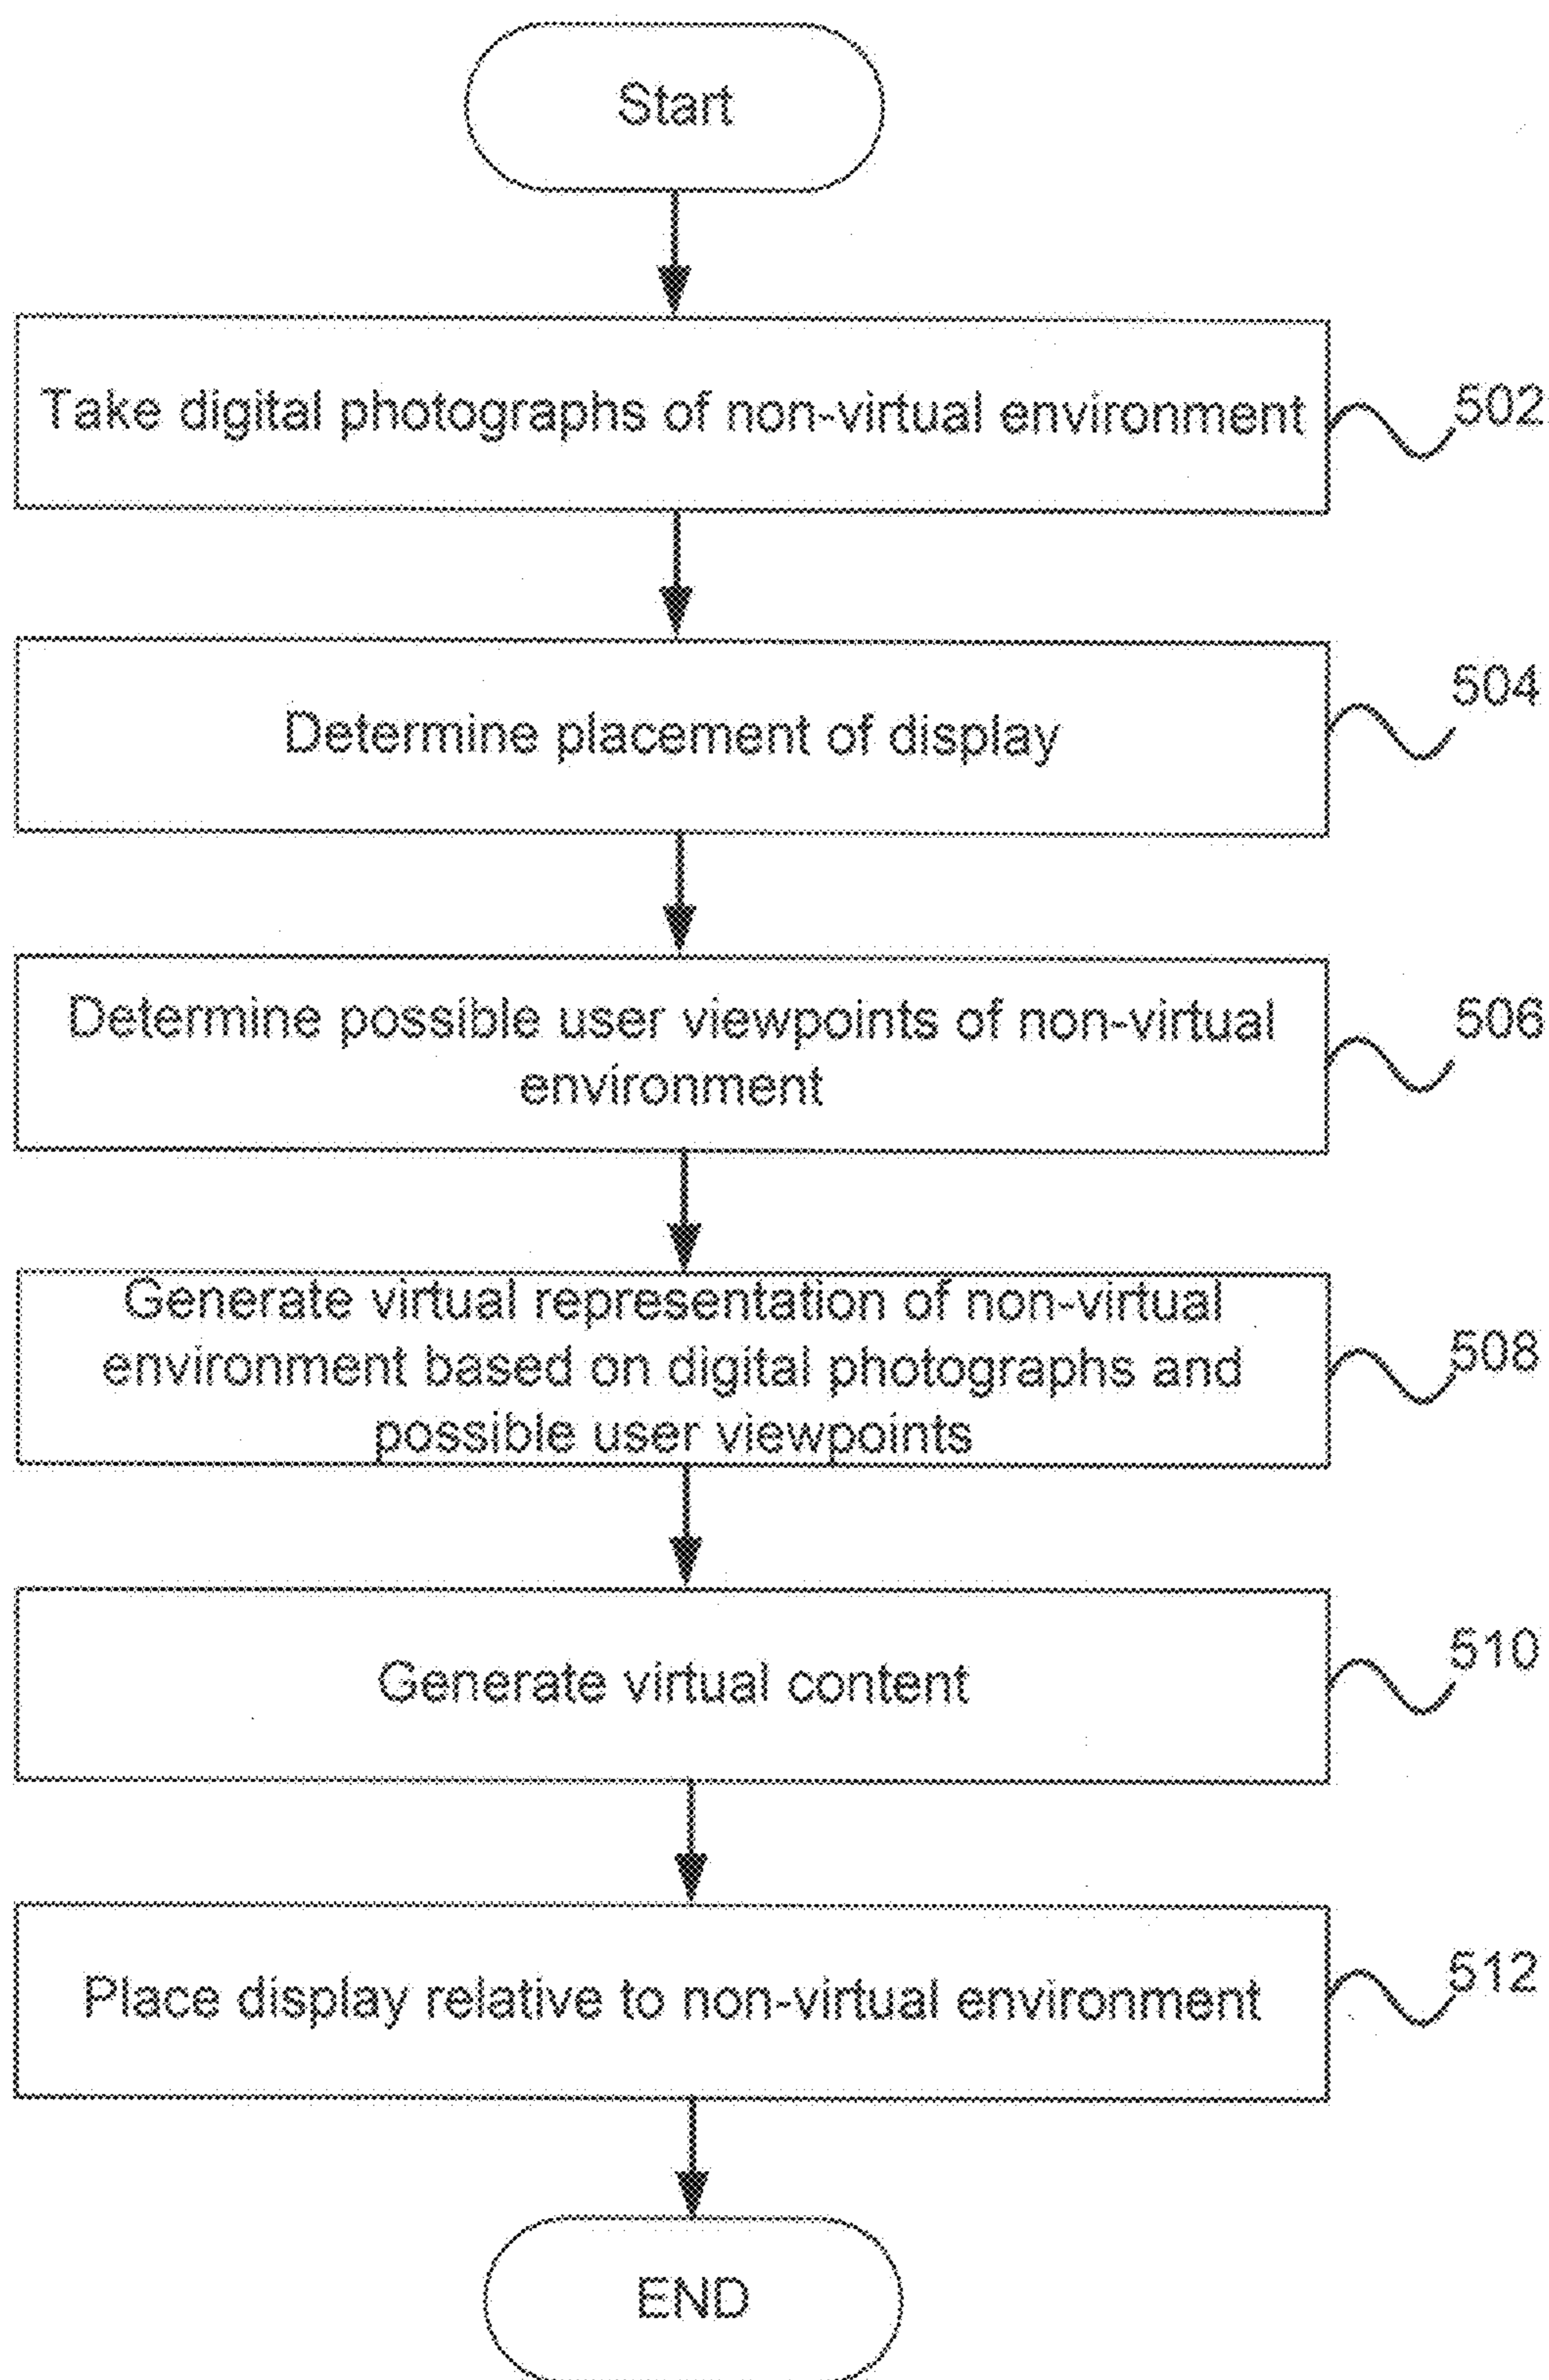 Start
Take digital photographs of non-virtual environment
502
Determine placement of display
504
Determine possible user viewpoints of non-virtual
environment
506
Generate virtual representation of non-virtual
environment based on digital photographs and
possible user viewpoints
508
Generate virtual content
510
Place display relative to non-virtual environment
512
END